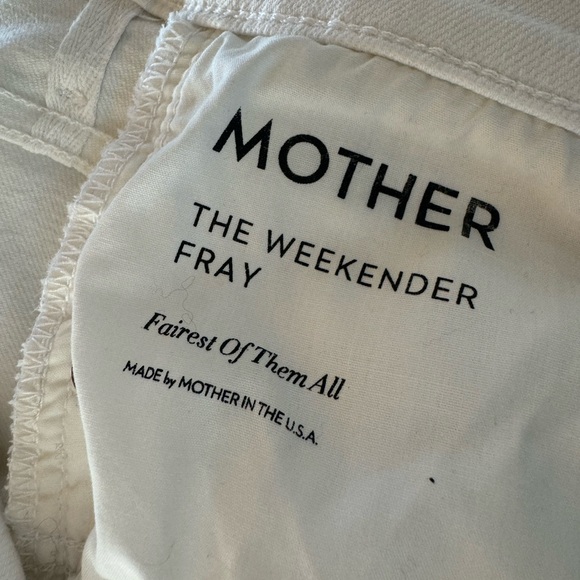 MOTHER
THE WEEKENDER
FRAY
Fairest Of Them All
MADE by MOTHER IN THE U.S.A.